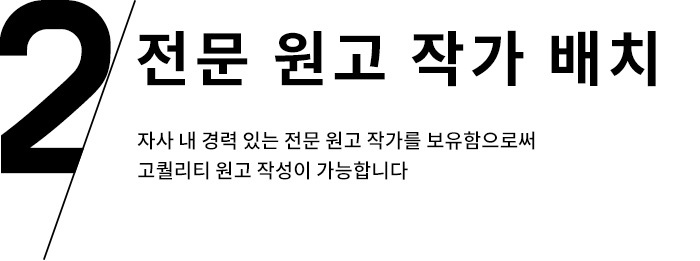 2
전문 원고 작가 배치
자사 내 경력 있는 전문 원고 작가를 보유함으로써
고퀄리티 원고 작성이 가능합니다